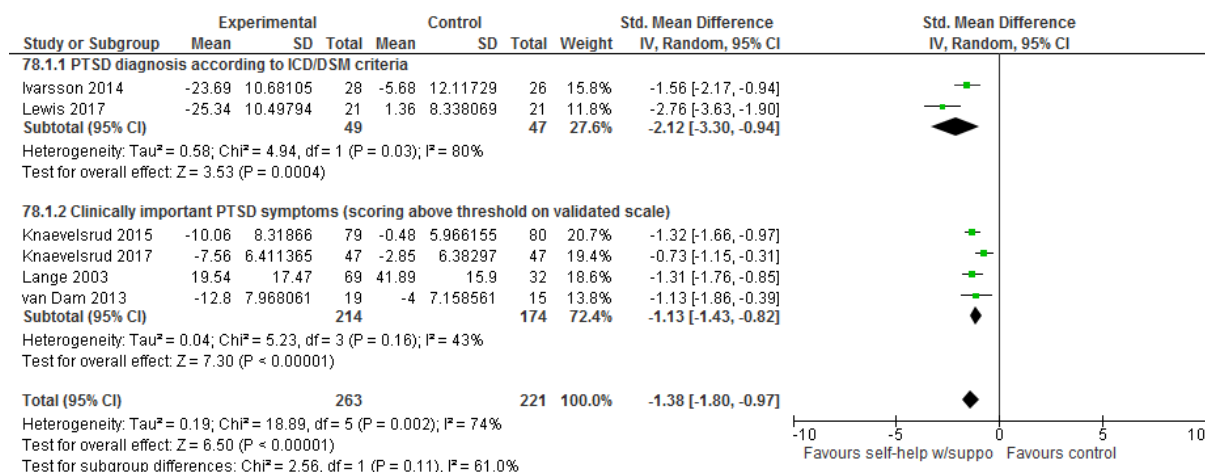 Experimental Control Std. Mean Difference Std. Mean Difference
Study or Subgroup Mean SD Total Mean SD Total Weight IV, Random, 95% CI IV, Random, 95% CI
78.1.1 PTSD diagnosis according to ICD/DSM criteria
Ivarsson 2014 -23.69 10.68105 28 -5.68 12.11729 26 15.8% -1.56 [-2.17, -0.94]
Lewis 2017 -25.34 10.49794 21 1.36 8.338069 21 11.8% -2.76 [-3.63, -1.90]
Subtotal (95% CI) 49 47 27.6% -2.12 [-3.30, -0.94]
Heterogeneity: Tau² = 0.58; Chi² = 4.94, df = 1 (P = 0.03); I² = 80%
Test for overall effect: Z = 3.53 (P = 0.0004)
78.1.2 Clinically important PTSD symptoms (scoring above threshold on validated scale)
Knaevelsrud 2015 -10.06 8.31866 79 -0.48 5.966155 80 20.7% -1.32 [-1.66, -0.97]
Knaevelsrud 2017 -7.56 6.411365 47 -2.85 6.38297 47 19.4% -0.73 [-1.15, -0.31]
Lange 2003 19.54 17.47 69 41.89 15.9 32 18.6% -1.31 [-1.76, -0.85]
van Dam 2013 -12.8 7.968061 19 -4 7.158561 15 13.8% -1.13 [-1.86, -0.39]
Subtotal (95% CI) 214 174 72.4% -1.13 [-1.43, -0.82]
Heterogeneity: Tau² = 0.04; Chi² = 5.23, df = 3 (P = 0.16); I² = 43%
Test for overall effect: Z = 7.30 (P < 0.00001)
Total (95% CI) 263 221 100.0% -1.38 [-1.80, -0.97]
Heterogeneity: Tau² = 0.19; Chi² = 18.89, df = 5 (P = 0.002); I² = 74%
Test for overall effect: Z = 6.50 (P < 0.00001)
Test for subgroup differences: Chi² = 2.56, df = 1 (P = 0.11), I² = 61.0%
-10 -5 0 5 10
Favours self-help w/suppo Favours control